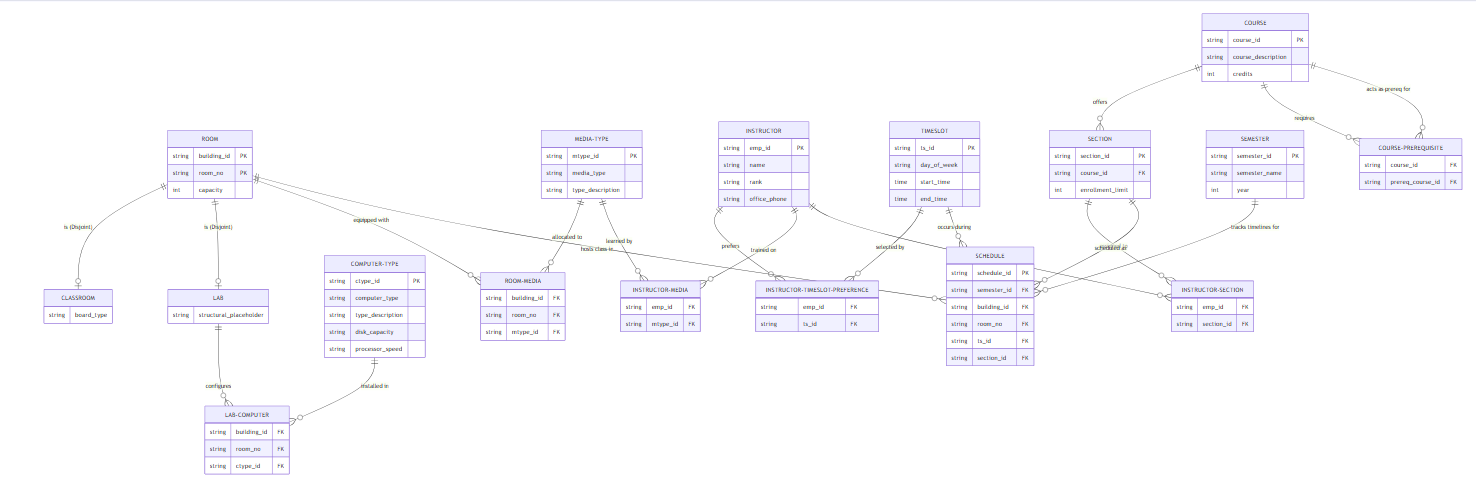 COURSE
string course_id PK
string course_description
int credits
offers
requires
acts as prereq for
ROOM
string building_id PK
string room_no PK
int capacity
MEDIA-TYPE
string mtype_id PK
string media_type
string type_description
INSTRUCTOR
string emp_id PK
string name
string rank
string office_phone
TIMESLOT
string ts_id PK
string day_of_week
time start_time
time end_time
SECTION
string section_id PK
string course_id FK
int enrollment_limit
SEMESTER
string semester_id PK
string semester_name
int year
COURSE-PREREQUISITE
string course_id FK
string prereq_course_id FK
is (Disjoint)
is (Disjoint)
equipped with
allocated to
learned by
hosts class in
prefers
trained on
selected by
occurs during
scheduled in
tracks timelines for
CLASSROOM
string board_type
LAB
string structural_placeholder
COMPUTER-TYPE
string ctype_id PK
string computer_type
string type_description
string disk_capacity
string processor_speed
ROOM-MEDIA
string building_id FK
string room_no FK
string mtype_id FK
INSTRUCTOR-MEDIA
string emp_id FK
string mtype_id FK
INSTRUCTOR-TIMESLOT-PREFERENCE
string emp_id FK
string ts_id FK
SCHEDULE
string schedule_id PK
string semester_id FK
string building_id FK
string room_no FK
string ts_id FK
string section_id FK
INSTRUCTOR-SECTION
string emp_id FK
string section_id FK
configures
installed in
LAB-COMPUTER
string building_id FK
string room_no FK
string ctype_id FK